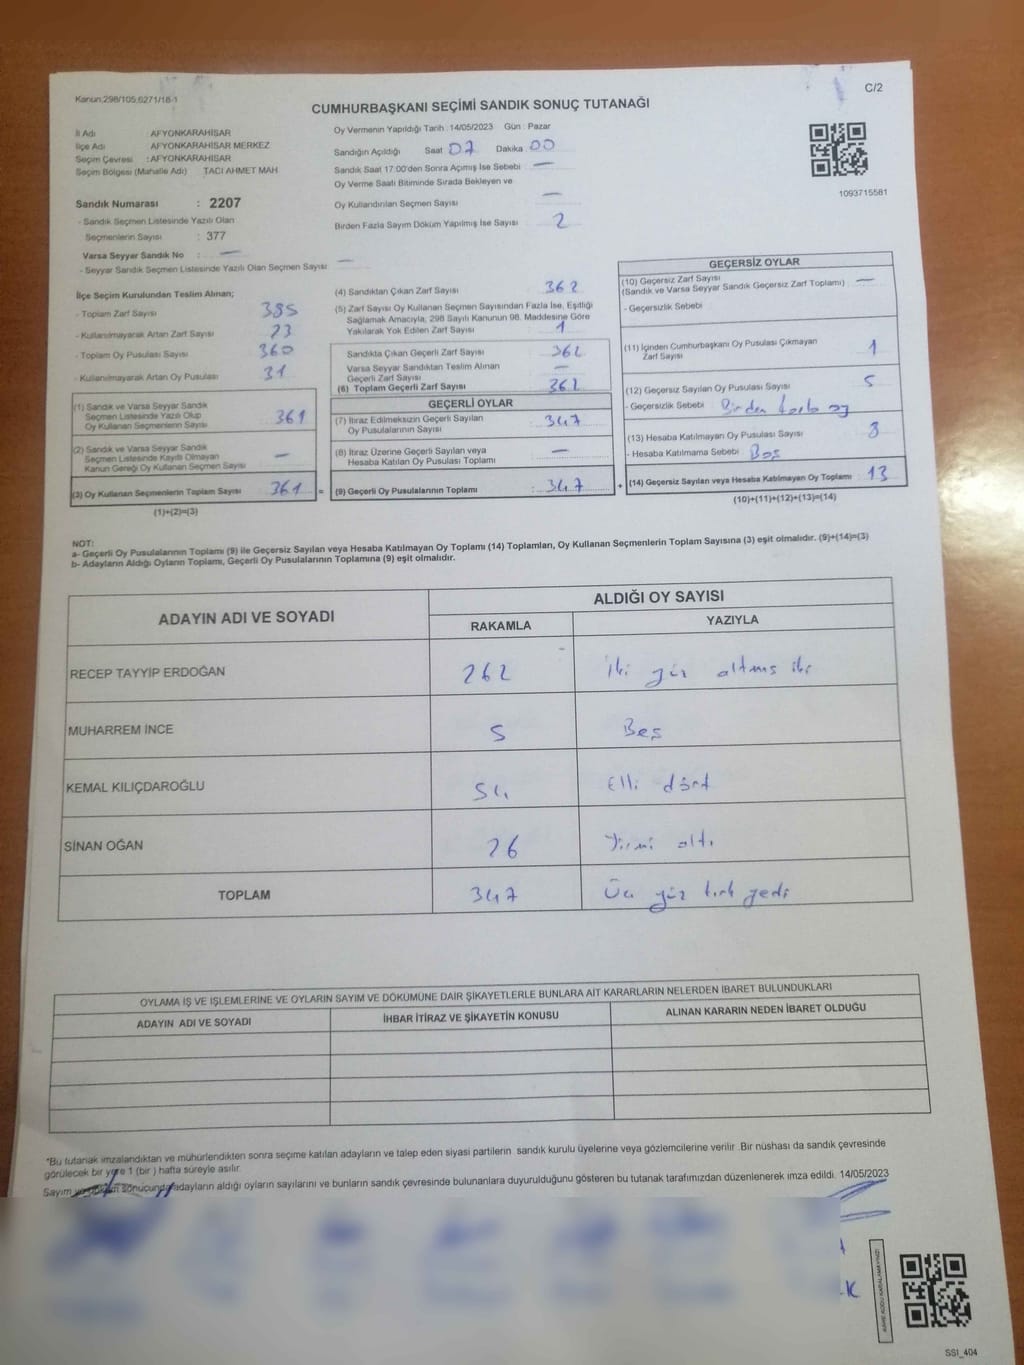 Kanun:298/105,6271/18-1
C/2
CUMHURBAŞKANI SEÇİMİ SANDIK SONUÇ TUTANAĞI
İl Adı : AFYONKARAHİSAR
İlçe Adı : AFYONKARAHİSAR MERKEZ
Seçim Çevresi : AFYONKARAHİSAR
Seçim Bölgesi (Mahalle Adı) TACI AHMET MAH
Sandık Numarası : 2207
- Sandık Seçmen Listesinde Yazılı Olan
Seçmenlerin Sayısı : 377
Varsa Seyyar Sandık No : —
- Seyyar Sandık Seçmen Listesinde Yazılı Olan Seçmen Sayısı —
Oy Vermenin Yapıldığı Tarih : 14/05/2023 Gün : Pazar
Sandığın Açıldığı Saat 07 Dakika 00
Sandık Saat 17:00'den Sonra Açımış İse Sebebi : —
Oy Verme Saati Bitiminde Sırada Bekleyen ve
Oy Kullandırılan Seçmen Sayısı —
Birden Fazla Sayım Döküm Yapılmış İse Sayısı 2
1093715581
İlçe Seçim Kurulundan Teslim Alınan;
- Toplam Zarf Sayısı 385
- Kullanılmayarak Artan Zarf Sayısı 23
- Toplam Oy Pusulası Sayısı 360
- Kullanılmayarak Artan Oy Pusulası 31
(1) Sandık ve Varsa Seyyar Sandık
Seçmen Listesinde Yazılı Olup
Oy Kullanan Seçmenlerin Sayısı 361
(2) Sandık ve Varsa Seyyar Sandık
Seçmen Listesinde Kayıtlı Olmayan
Kanun Gereği Oy Kullanan Seçmen Sayısı —
(3) Oy Kullanan Seçmenlerin Toplam Sayısı 361 =
(1)+(2)=(3)
(4) Sandıktan Çıkan Zarf Sayısı 362
(5) Zarf Sayısı Oy Kullanan Seçmen Sayısından Fazla İse, Eşitliği
Sağlamak Amacıyla, 298 Sayılı Kanunun 98. Maddesine Göre
Yakılarak Yok Edilen Zarf Sayısı 1
Sandıkta Çıkan Geçerli Zarf Sayısı 362
Varsa Seyyar Sandıktan Teslim Alınan
Geçerli Zarf Sayısı —
(6) Toplam Geçerli Zarf Sayısı 362
GEÇERLİ OYLAR
(7) İtiraz Edilmeksizin Geçerli Sayılan
Oy Pusulalarının Sayısı : 347
(8) İtiraz Üzerine Geçerli Sayılan veya
Hesaba Katılan Oy Pusulası Toplamı —
(9) Geçerli Oy Pusulalarının Toplamı : 347 +
GEÇERSİZ OYLAR
(10) Geçersiz Zarf Sayısı
(Sandık ve Varsa Seyyar Sandık Geçersiz Zarf Toplamı) —
- Geçersizlik Sebebi
(11) İçinden Cumhurbaşkanı Oy Pusulası Çıkmayan
Zarf Sayısı 1
(12) Geçersiz Sayılan Oy Pusulası Sayısı 5
- Geçersizlik Sebebi Birden fazla oy
(13) Hesaba Katılmayan Oy Pusulası Sayısı 8
- Hesaba Katılmama Sebebi Boş
(14) Geçersiz Sayılan veya Hesaba Katılmayan Oy Toplamı : 13
(10)+(11)+(12)+(13)=(14)
NOT:
a- Geçerli Oy Pusulalarının Toplamı (9) ile Geçersiz Sayılan veya Hesaba Katılmayan Oy Toplamı (14) Toplamları, Oy Kullanan Seçmenlerin Toplam Sayısına (3) eşit olmalıdır. (9)+(14)=(3)
b- Adayların Aldığı Oyların Toplamı, Geçerli Oy Pusulalarının Toplamına (9) eşit olmalıdır.
ADAYIN ADI VE SOYADI
ALDIĞI OY SAYISI
RAKAMLA YAZIYLA
RECEP TAYYİP ERDOĞAN 262 İki yüz altmış iki
MUHARREM İNCE 5 Beş
KEMAL KILIÇDAROĞLU 54 Elli dört
SİNAN OĞAN 26 Yirmi altı
TOPLAM 347 Üç yüz kırk yedi
OYLAMA İŞ VE İŞLEMLERİNE VE OYLARIN SAYIM VE DÖKÜMÜNE DAİR ŞİKAYETLERLE BUNLARA AİT KARARLARIN NELERDEN İBARET BULUNDUKLARI
ADAYIN ADI VE SOYADI İHBAR İTİRAZ VE ŞİKAYETİN KONUSU ALINAN KARARIN NEDEN İBARET OLDUĞU
*Bu tutanak imzalandıktan ve mühürlendikten sonra seçime katılan adayların ve talep eden siyasi partilerin sandık kurulu üyelerine veya gözlemcilerine verilir. Bir nüshası da sandık çevresinde
görülecek bir yere 1 (bir) hafta süreyle asılır.
Sayım sonucunda adayların aldığı oyların sayılarını ve bunların sandık çevresinde bulunanlara duyurulduğunu gösteren bu tutanak tarafımızdan düzenlenerek imza edildi. 14/05/2023
SSI_404